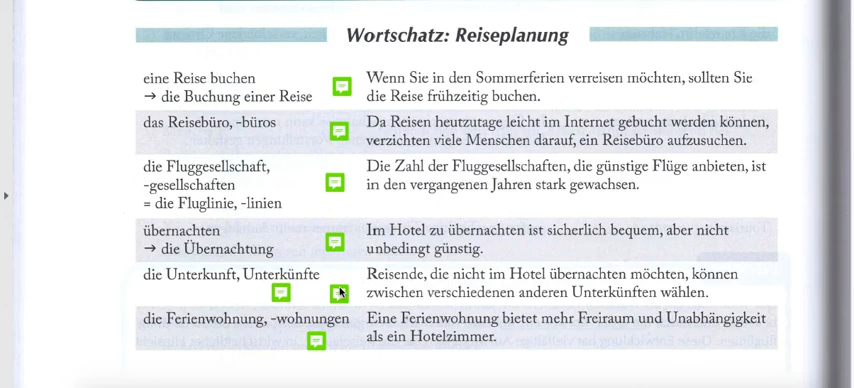 Wortschatz: Reiseplanung
eine Reise buchen
→ die Buchung einer Reise
Wenn Sie in den Sommerferien verreisen möchten, sollten Sie
die Reise frühzeitig buchen.
das Reisebüro, -büros
Da Reisen heutzutage leicht im Internet gebucht werden können,
verzichten viele Menschen darauf, ein Reisebüro aufzusuchen.
die Fluggesellschaft,
-gesellschaften
= die Fluglinie, -linien
Die Zahl der Fluggesellschaften, die günstige Flüge anbieten, ist
in den vergangenen Jahren stark gewachsen.
übernachten
→ die Übernachtung
Im Hotel zu übernachten ist sicherlich bequem, aber nicht
unbedingt günstig.
die Unterkunft, Unterkünfte
Reisende, die nicht im Hotel übernachten möchten, können
zwischen verschiedenen anderen Unterkünften wählen.
die Ferienwohnung, -wohnungen
Eine Ferienwohnung bietet mehr Freiraum und Unabhängigkeit
als ein Hotelzimmer.